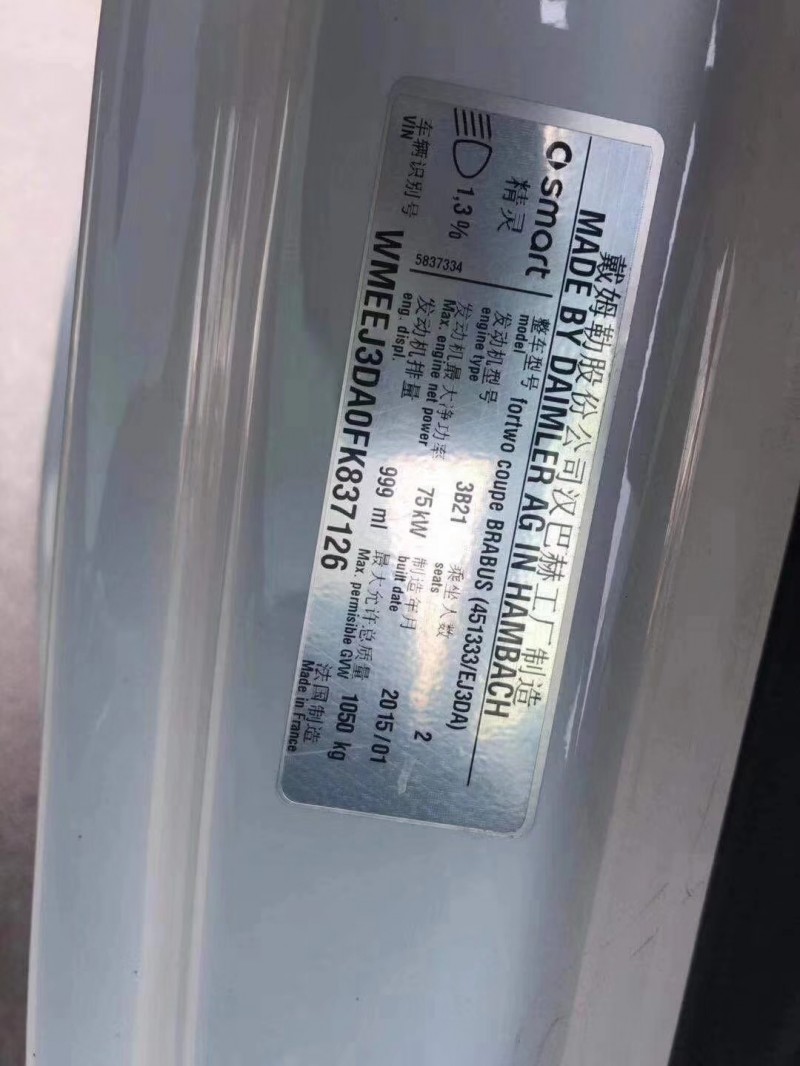 戴姆勒股份公司汉巴赫工厂制造
MADE BY DAIMLER AG IN HAMBACH
smart
精灵
整车型号
model
fortwo coupe BRABUS (451333/EJ3DA)
发动机型号
engine type
3B21
乘坐人数
seats
2
1,3%
5837334
发动机最大净功率
Max. engine net power
75 kW
制造年月
built date
2015/01
发动机排量
eng. displ.
999 ml
最大允许总质量
Max. permisible GVW
1050 kg
车辆识别号
VIN
WMEEJ3DA0FK837126
法国制造
Made in France